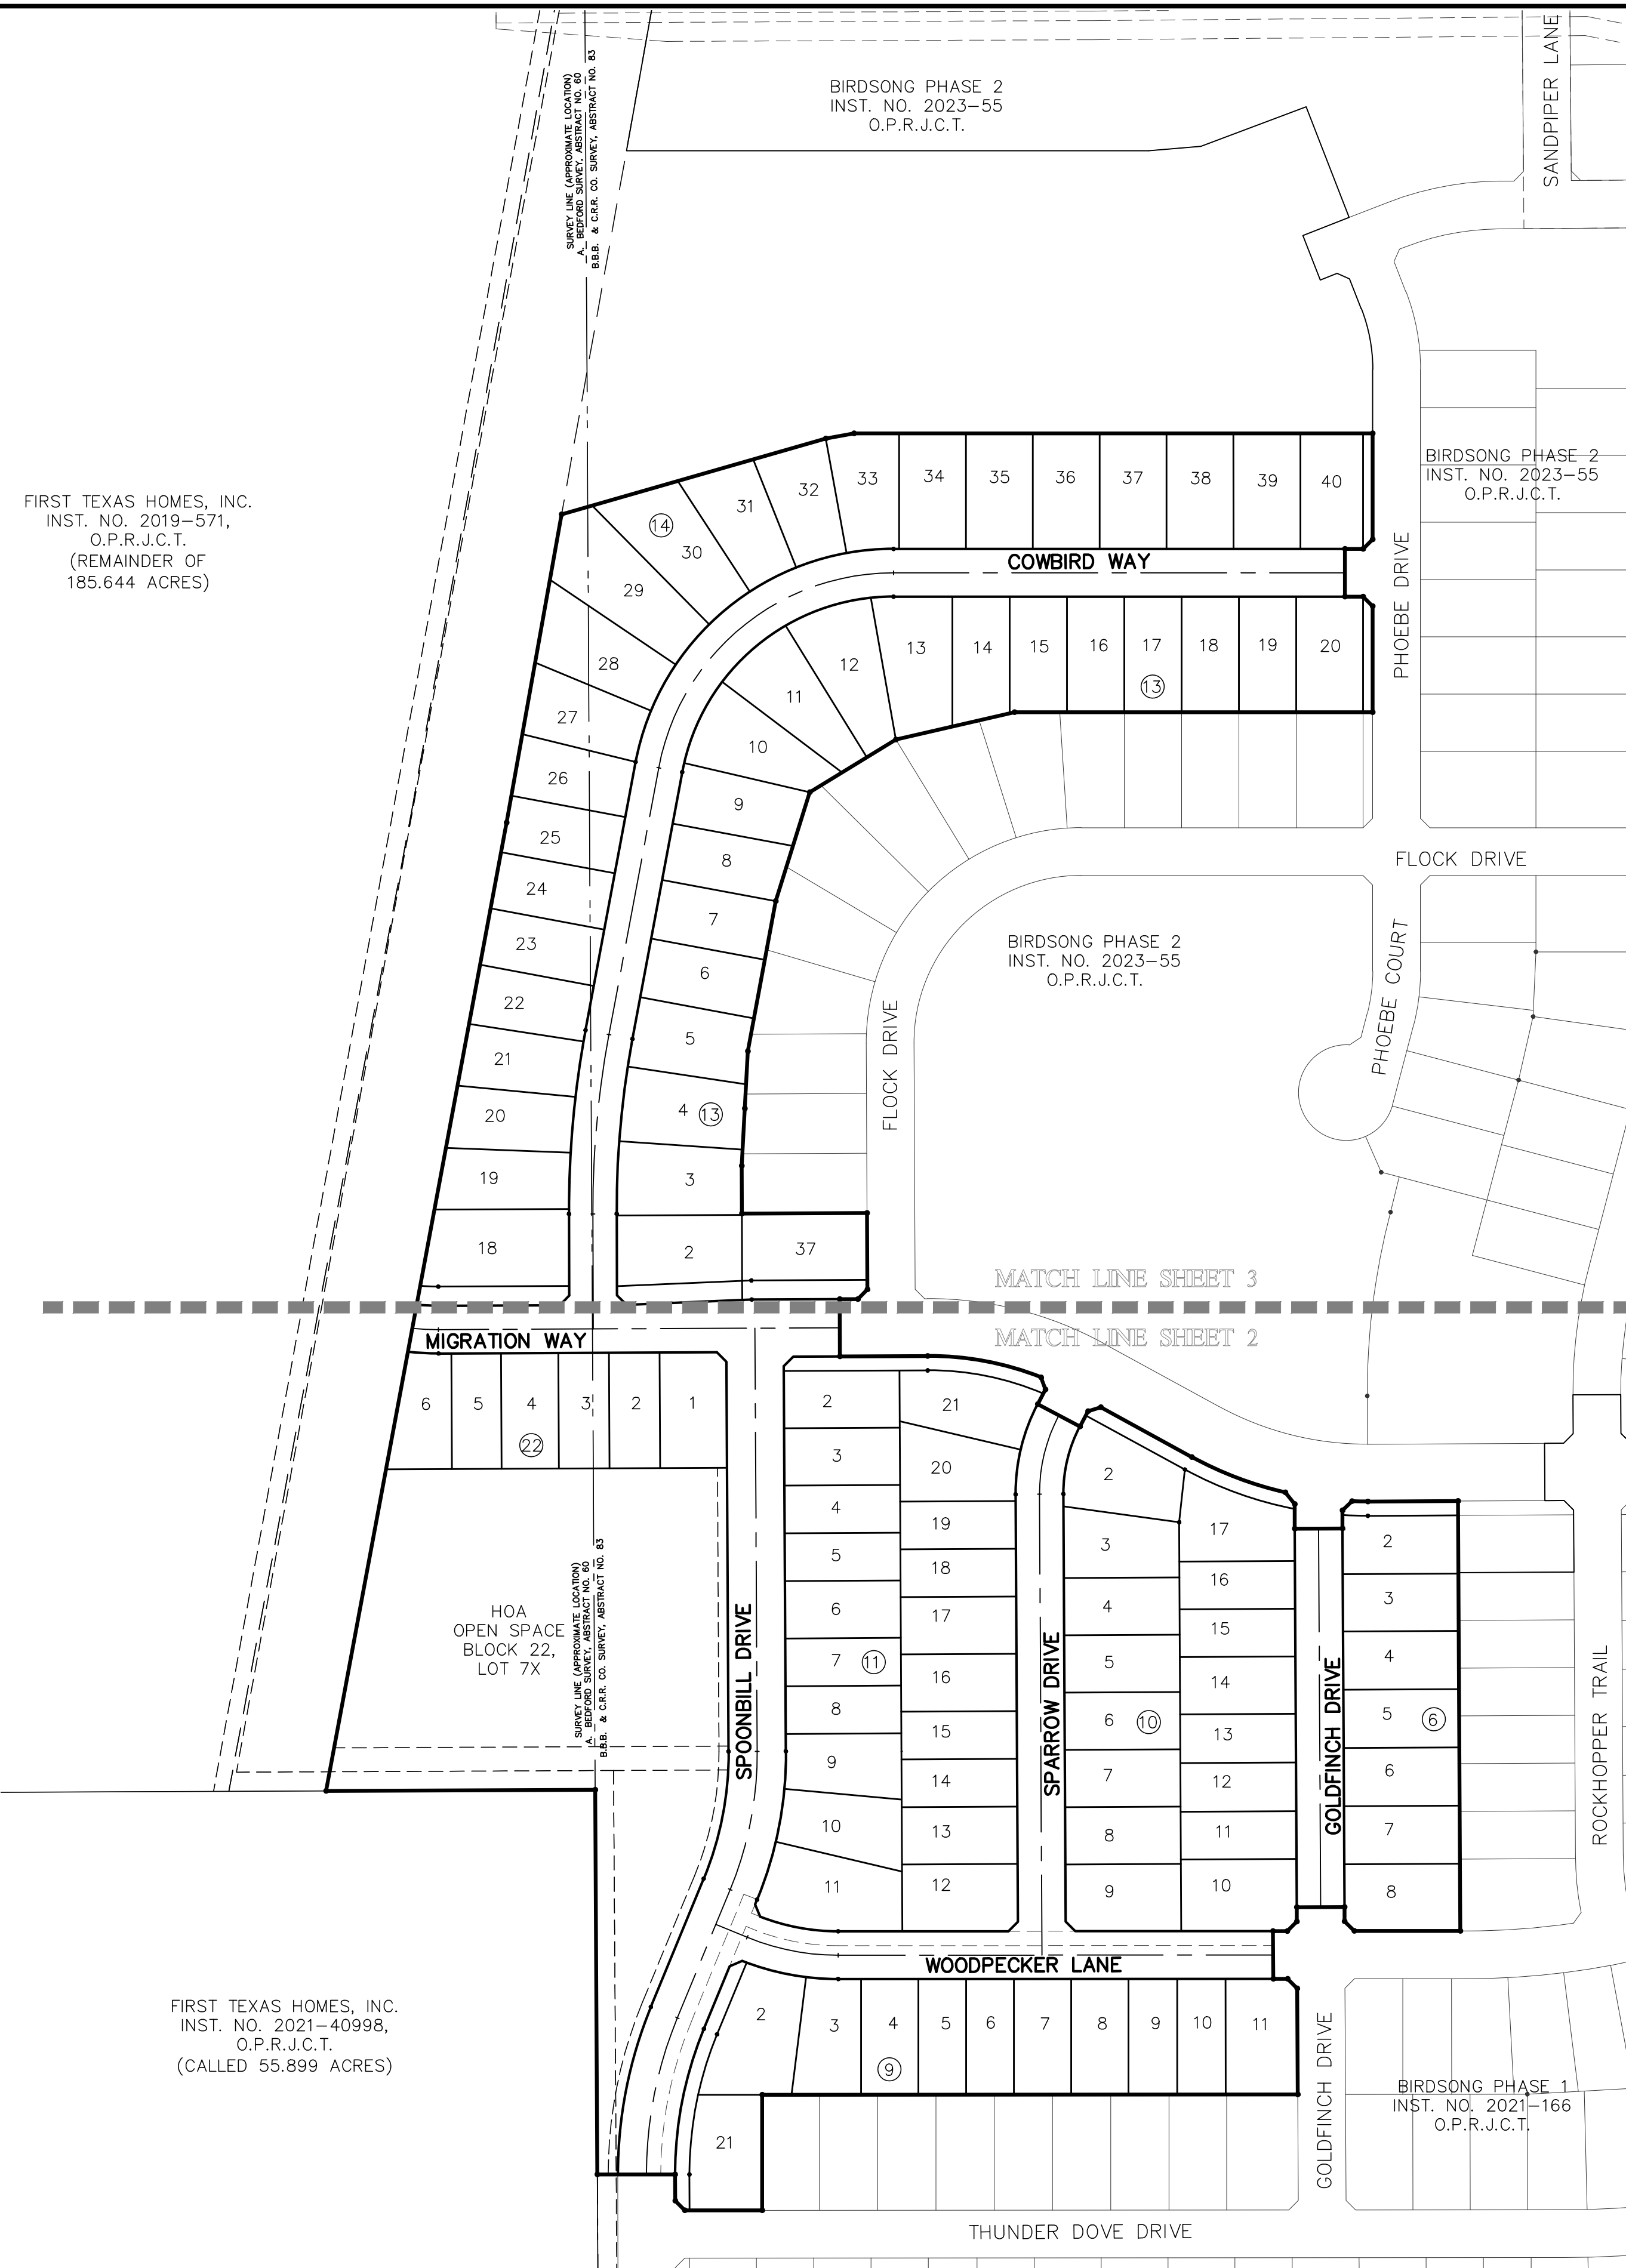 SURVEY LINE (APPROXIMATE LOCATION)
A. BEDFORD SURVEY, ABSTRACT NO. 60
B.B.B. & C.R.R. CO. SURVEY, ABSTRACT NO. 83
BIRDSONG PHASE 2
INST. NO. 2023-55
O.P.R.J.C.T.
SANDPIPER LANE
FIRST TEXAS HOMES, INC.
INST. NO. 2019-571,
O.P.R.J.C.T.
(REMAINDER OF
185.644 ACRES)
33
34
35
36
37
38
39
40
32
31
14
30
29
28
27
26
25
24
23
22
21
20
19
18
BIRDSONG PHASE 2
INST. NO. 2023-55
O.P.R.J.C.T.
COWBIRD WAY
PHOEBE DRIVE
13
14
15
16
17
18
19
20
13
12
11
10
9
8
7
6
5
4
13
3
2
37
FLOCK DRIVE
BIRDSONG PHASE 2
INST. NO. 2023-55
O.P.R.J.C.T.
PHOEBE COURT
FLOCK DRIVE
MATCH LINE SHEET 3
MATCH LINE SHEET 2
MIGRATION WAY
6
5
4
3
2
1
22
HOA
OPEN SPACE
BLOCK 22,
LOT 7X
SURVEY LINE (APPROXIMATE LOCATION)
A. BEDFORD SURVEY, ABSTRACT NO. 60
B.B.B. & C.R.R. CO. SURVEY, ABSTRACT NO. 83
SPOONBILL DRIVE
2
3
4
5
6
7
11
8
9
10
11
21
20
19
18
17
16
15
14
13
12
SPARROW DRIVE
2
3
4
5
6
10
7
8
9
17
16
15
14
13
12
11
10
GOLDFINCH DRIVE
2
3
4
5
6
6
7
8
ROCKHOPPER TRAIL
WOODPECKER LANE
2
3
4
5
6
7
8
9
10
11
9
21
FIRST TEXAS HOMES, INC.
INST. NO. 2021-40998,
O.P.R.J.C.T.
(CALLED 55.899 ACRES)
GOLDFINCH DRIVE
BIRDSONG PHASE 1
INST. NO. 2021-166
O.P.R.J.C.T.
THUNDER DOVE DRIVE